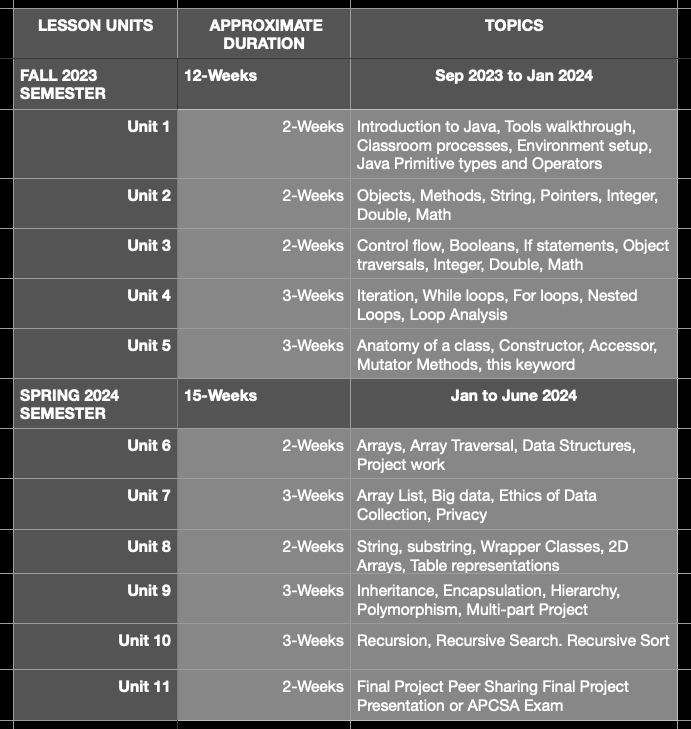 LESSON UNITS
APPROXIMATE
DURATION
TOPICS
FALL 2023
SEMESTER
12-Weeks
Sep 2023 to Jan 2024
Unit 1
2-Weeks
Introduction to Java, Tools walkthrough,
Classroom processes, Environment setup,
Java Primitive types and Operators
Unit 2
2-Weeks
Objects, Methods, String, Pointers, Integer,
Double, Math
Unit 3
2-Weeks
Control flow, Booleans, If statements, Object
traversals, Integer, Double, Math
Unit 4
3-Weeks
Iteration, While loops, For loops, Nested
Loops, Loop Analysis
Unit 5
3-Weeks
Anatomy of a class, Constructor, Accessor,
Mutator Methods, this keyword
SPRING 2024
SEMESTER
15-Weeks
Jan to June 2024
Unit 6
2-Weeks
Arrays, Array Traversal, Data Structures,
Project work
Unit 7
3-Weeks
Array List, Big data, Ethics of Data
Collection, Privacy
Unit 8
2-Weeks
String, substring, Wrapper Classes, 2D
Arrays, Table representations
Unit 9
3-Weeks
Inheritance, Encapsulation, Hierarchy,
Polymorphism, Multi-part Project
Unit 10
3-Weeks
Recursion, Recursive Search. Recursive Sort
Unit 11
2-Weeks
Final Project Peer Sharing Final Project
Presentation or APCSA Exam